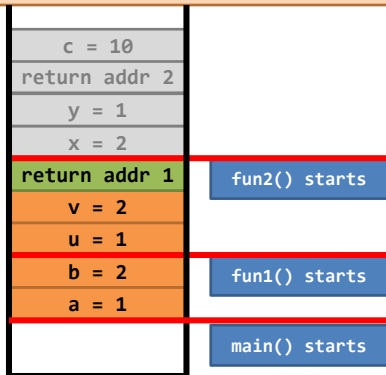 c = 10
return addr 2
y = 1
x = 2
return addr 1
fun2() starts
v = 2
u = 1
b = 2
fun1() starts
a = 1
main() starts